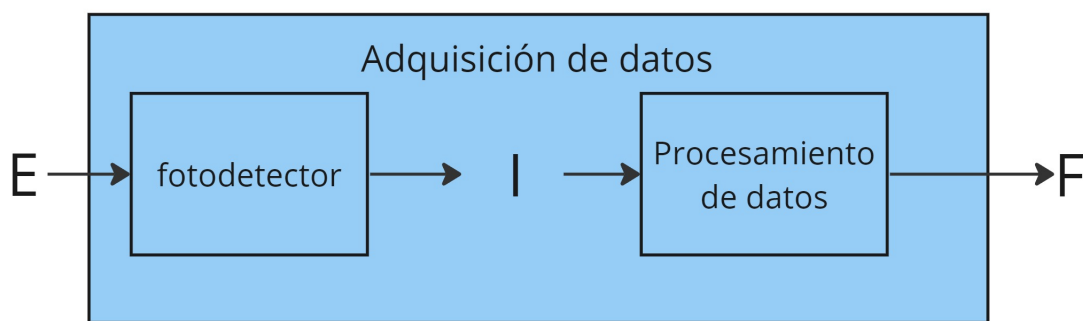 Adquisición de datos
E
fotodetector
I
Procesamiento
de datos
F